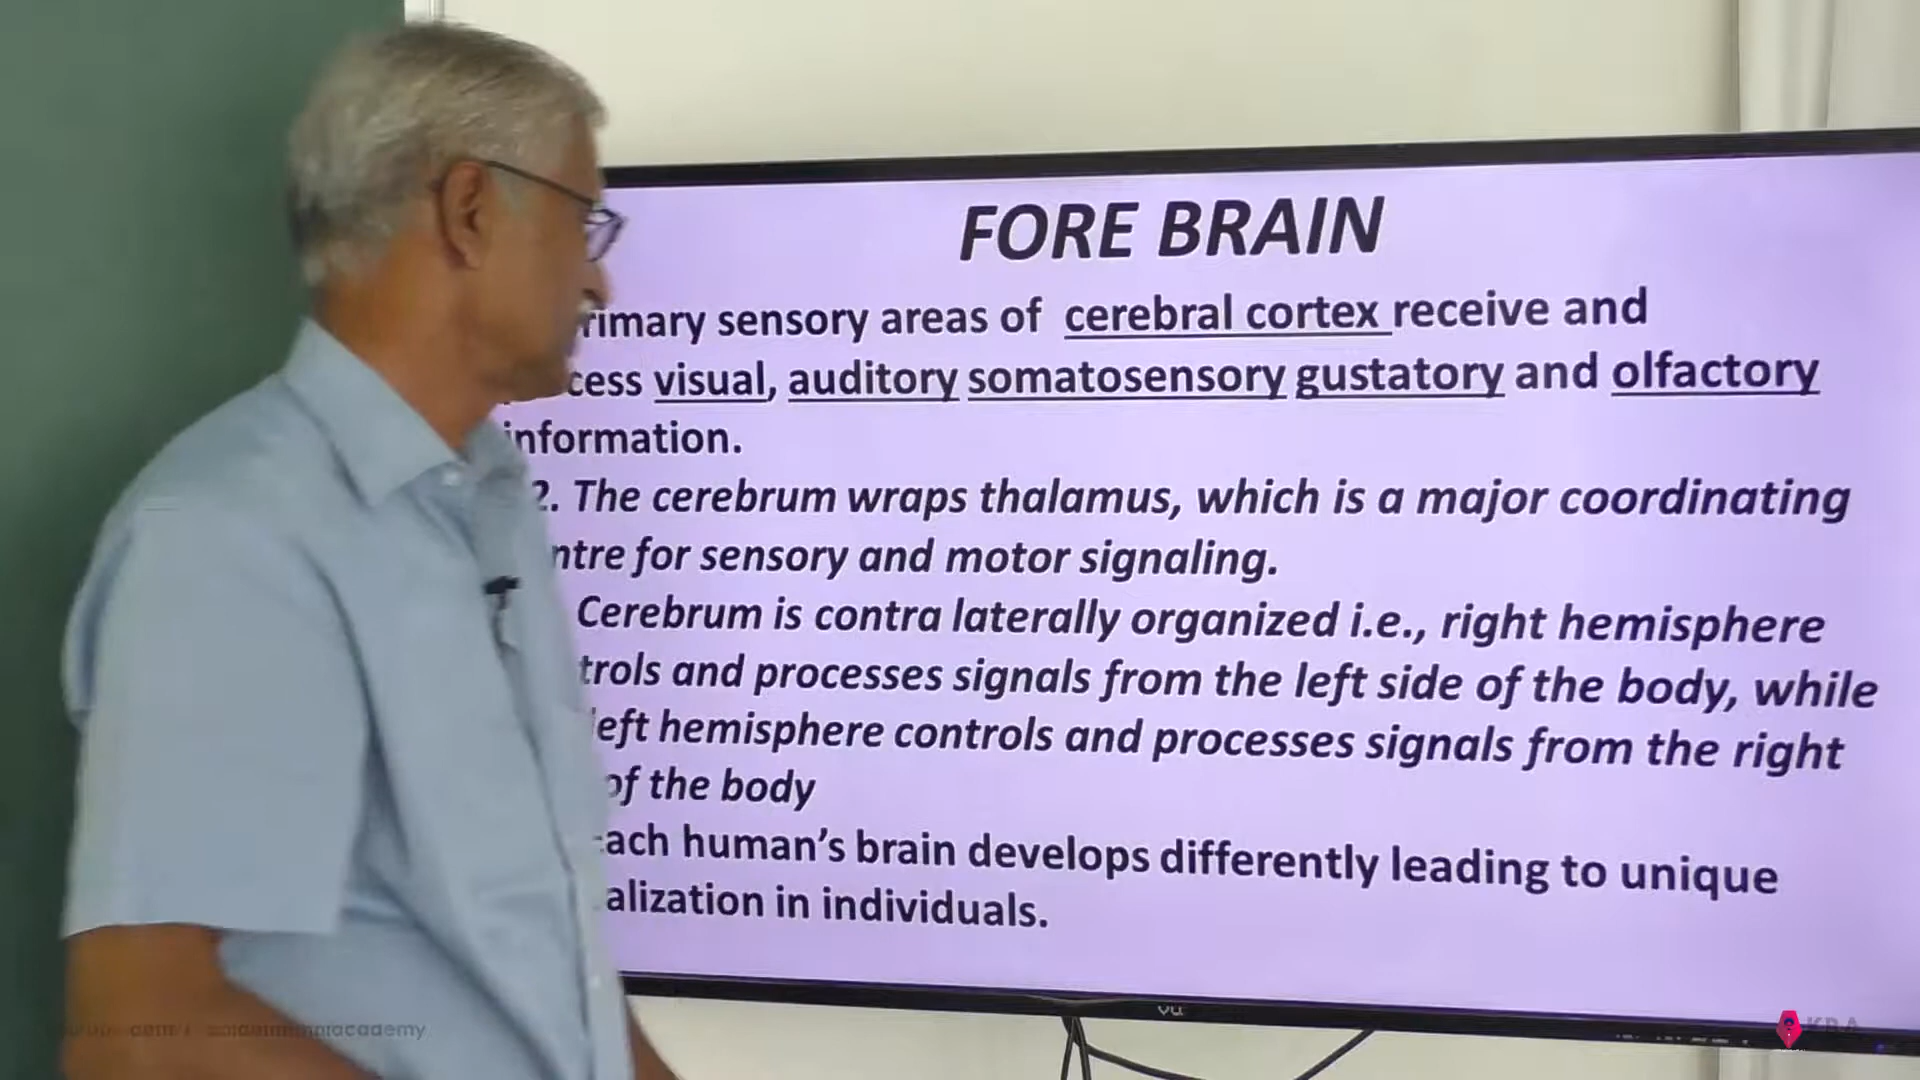 FORE BRAIN
rimary sensory areas of cerebral cortex receive and
cess visual, auditory somatosensory gustatory and olfactory
information.
2. The cerebrum wraps thalamus, which is a major coordinating
ntre for sensory and motor signaling.
Cerebrum is contra laterally organized i.e., right hemisphere
trols and processes signals from the left side of the body, while
left hemisphere controls and processes signals from the right
of the body
ach human's brain develops differently leading to unique
alization in individuals.
VU
KBA